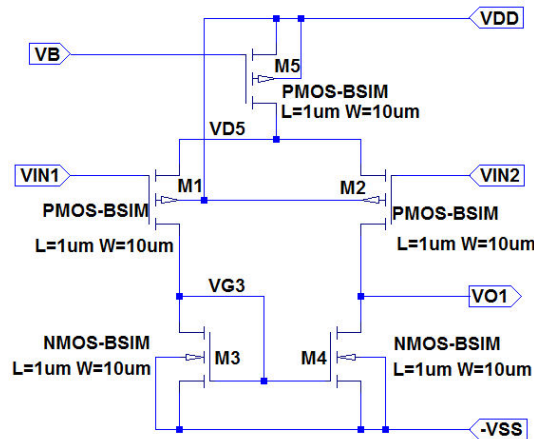 VDD
VB
M5
PMOS-BSIM
L=1um W=10um
VD5
VIN1
M1
M2
VIN2
PMOS-BSIM
PMOS-BSIM
L=1um W=10um
L=1um W=10um
VG3
VO1
NMOS-BSIM
M3
M4
NMOS-BSIM
L=1um W=10um
L=1um W=10um
-VSS